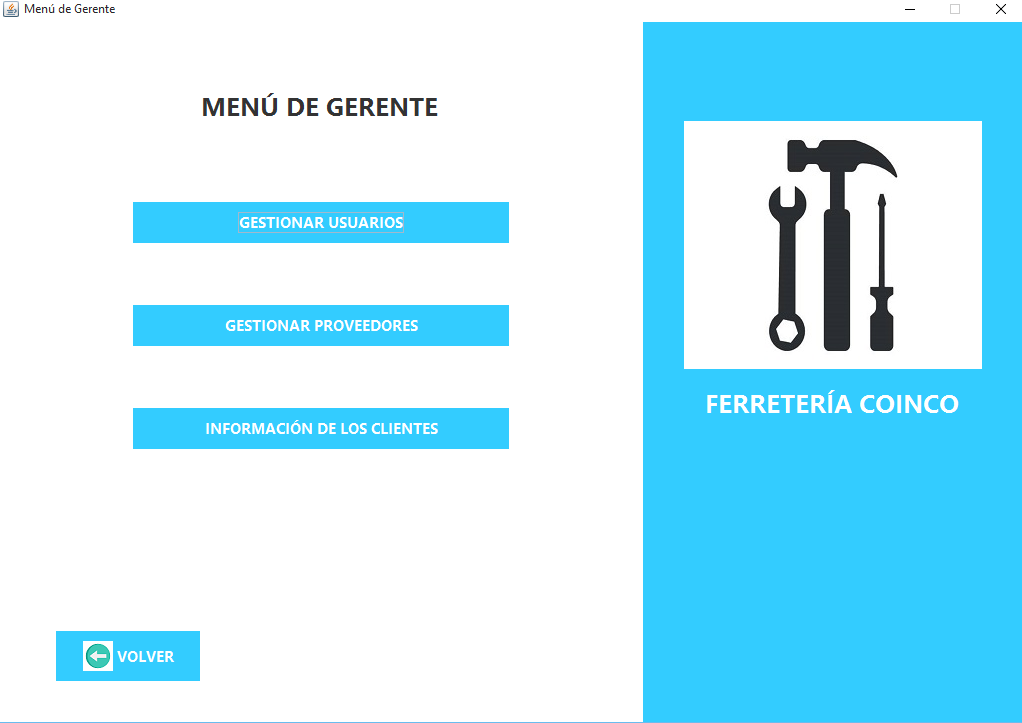 Menú de Gerente
MENÚ DE GERENTE
GESTIONAR USUARIOS
GESTIONAR PROVEEDORES
INFORMACIÓN DE LOS CLIENTES
VOLVER
FERRETERÍA COINCO